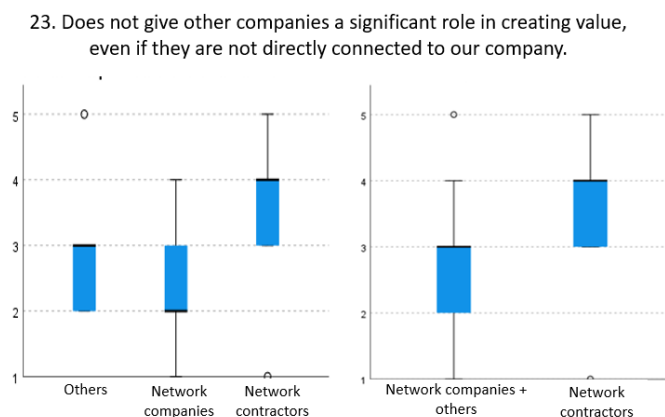 23. Does not give other companies a significant role in creating value,
even if they are not directly connected to our company.
5
4
3
2
1
Others
Network
companies
Network
contractors
5
4
3
2
1
Network companies +
others
Network
contractors